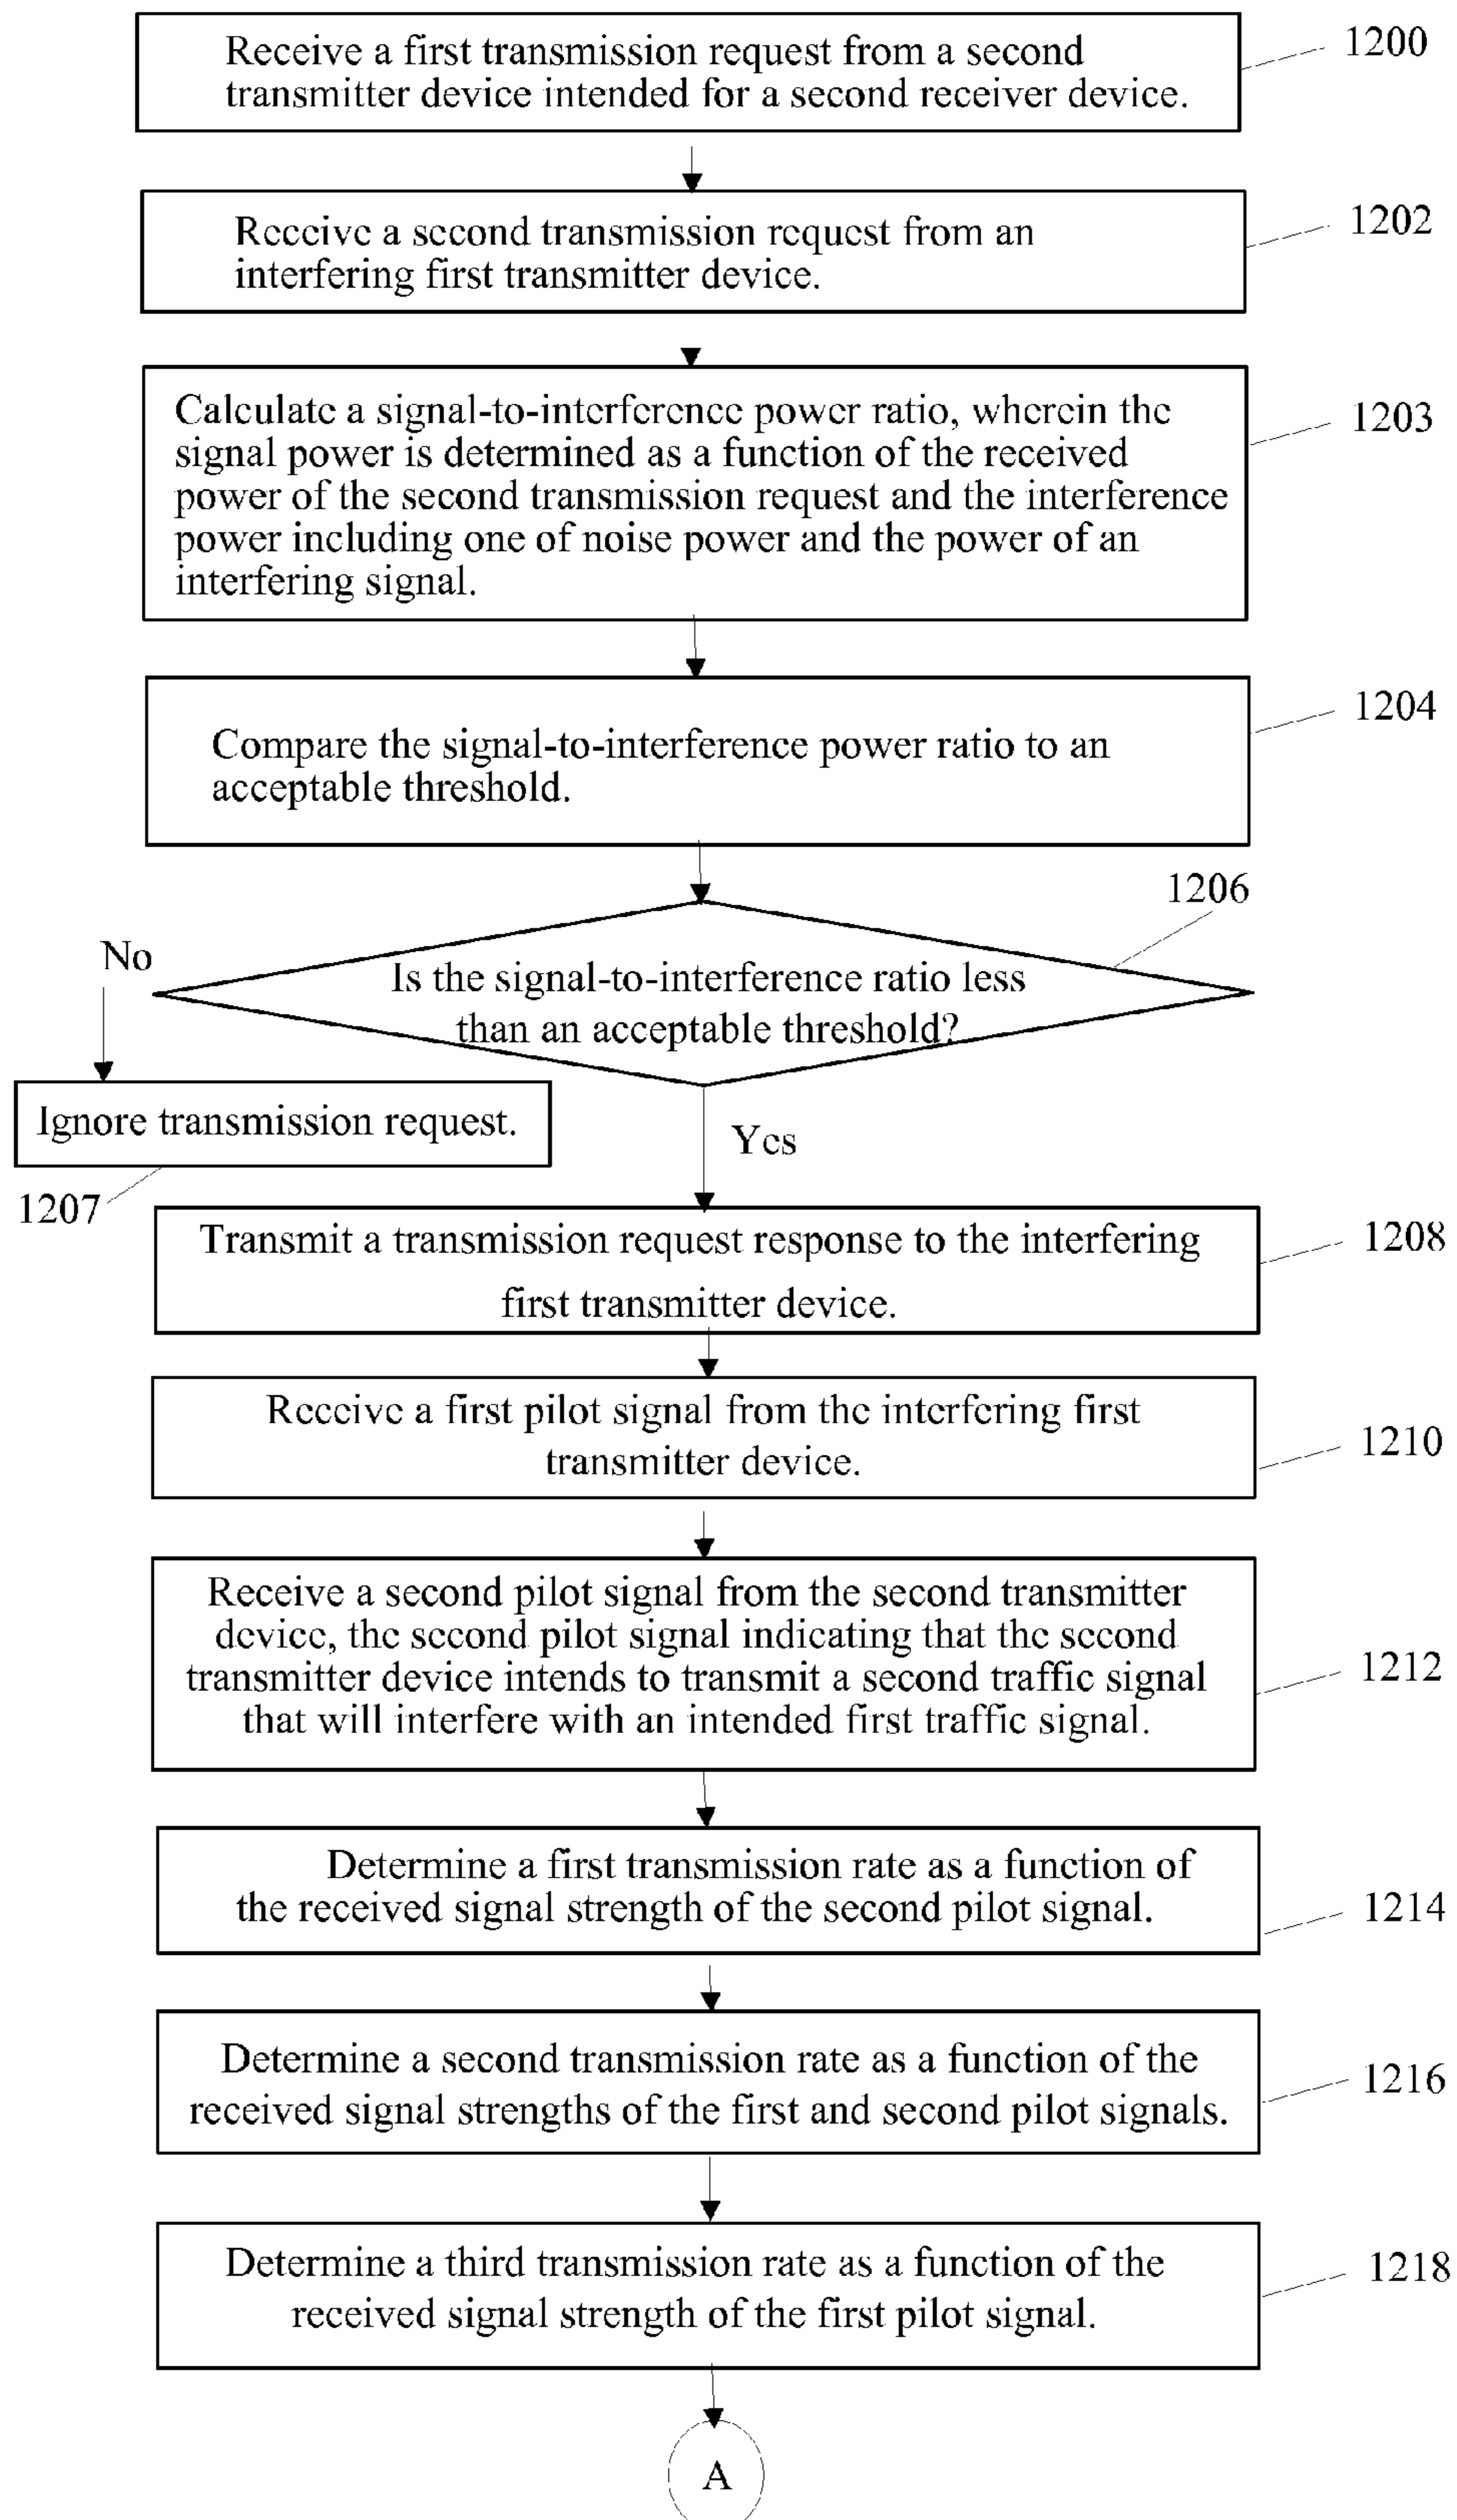 Receive a first transmission request from a second
transmitter device intended for a second receiver device.
1200
Receive a second transmission request from an
interfering first transmitter device.
1202
Calculate a signal-to-interference power ratio, wherein the
signal power is determined as a function of the received
power of the second transmission request and the interference
power including one of noise power and the power of an
interfering signal.
1203
Compare the signal-to-interference power ratio to an
acceptable threshold.
1204
1206
No
Is the signal-to-interference ratio less
than an acceptable threshold?
Ignore transmission request.
Yes
1207
Transmit a transmission request response to the interfering
first transmitter device.
1208
Receive a first pilot signal from the interfering first
transmitter device.
1210
Receive a second pilot signal from the second transmitter
device, the second pilot signal indicating that the second
transmitter device intends to transmit a second traffic signal
that will interfere with an intended first traffic signal.
1212
Determine a first transmission rate as a function of
the received signal strength of the second pilot signal.
1214
Determine a second transmission rate as a function of the
received signal strengths of the first and second pilot signals.
1216
Determine a third transmission rate as a function of the
received signal strength of the first pilot signal.
1218
A